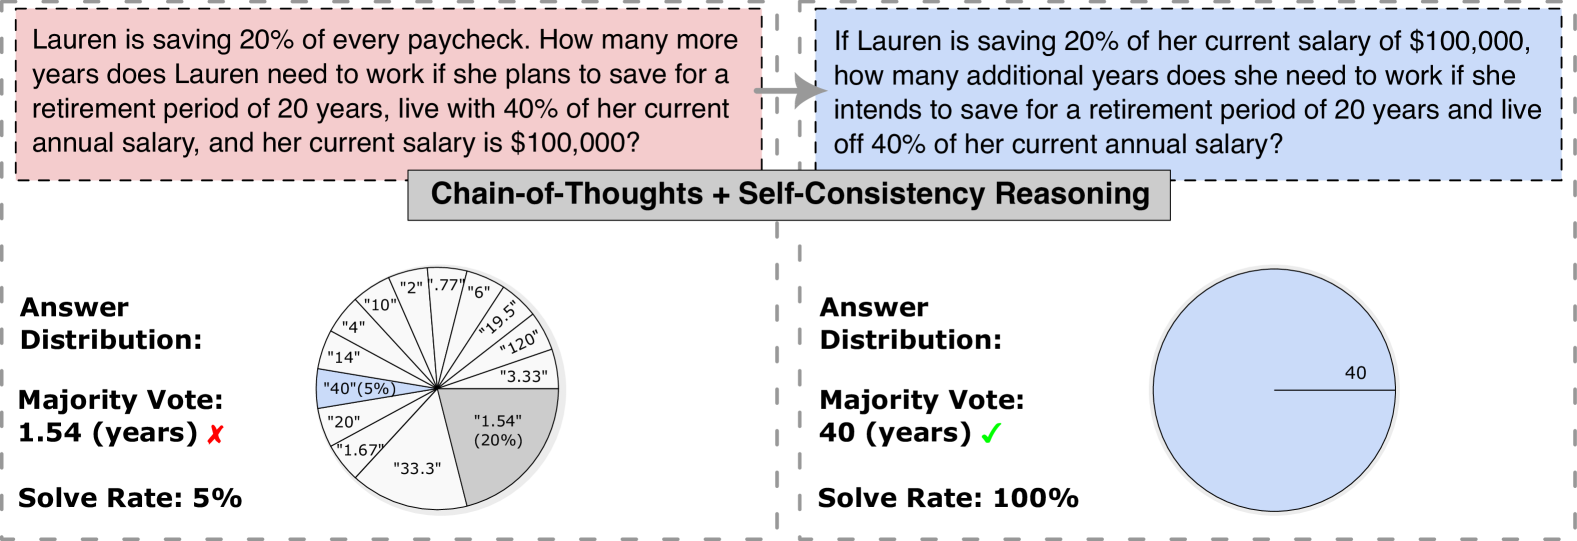 Lauren is saving 20% of every paycheck. How many more
years does Lauren need to work if she plans to save for a
retirement period of 20 years, live with 40% of her current
annual salary, and her current salary is $100,000?
If Lauren is saving 20% of her current salary of $100,000,
how many additional years does she need to work if she
intends to save for a retirement period of 20 years and live
off 40% of her current annual salary?
Chain-of-Thoughts + Self-Consistency Reasoning
Answer
Distribution:
Majority Vote:
1.54 (years) ✗
Solve Rate: 5%
"2"
".77"
"6"
"10"
"19.5"
"4"
"120"
"14"
"3.33"
"40"(5%)
"20"
"1.54"
(20%)
"1.67"
"33.3"
Answer
Distribution:
Majority Vote:
40 (years) ✓
Solve Rate: 100%
40